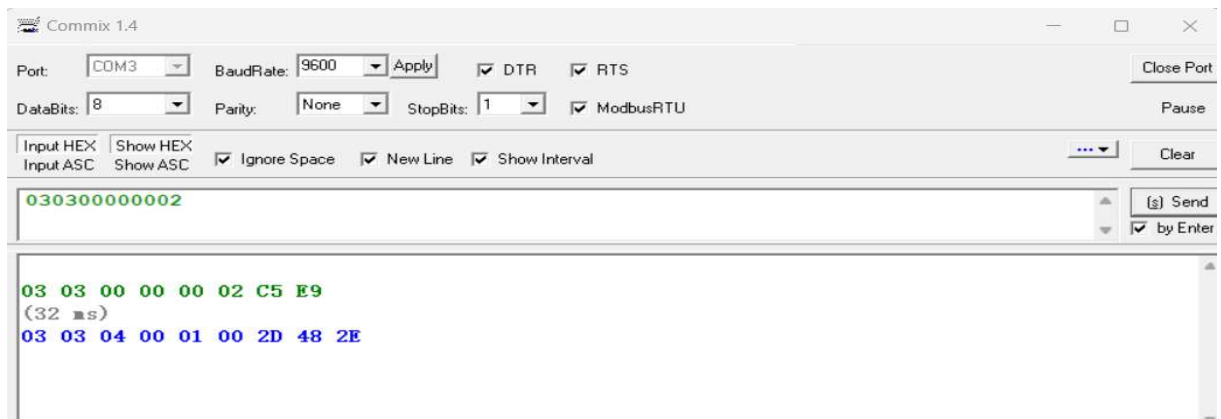 Commix 1.4
Port: COM3 BaudRate: 9600 Apply DTR RTS Close Port
DataBits: 8 Parity: None StopBits: 1 ModbusRTU Pause
Input HEX Show HEX
Input ASC Show ASC Ignore Space New Line Show Interval ... Clear
030300000002 (s) Send
by Enter
03 03 00 00 00 02 C5 E9
(32 ms)
03 03 04 00 01 00 2D 48 2E